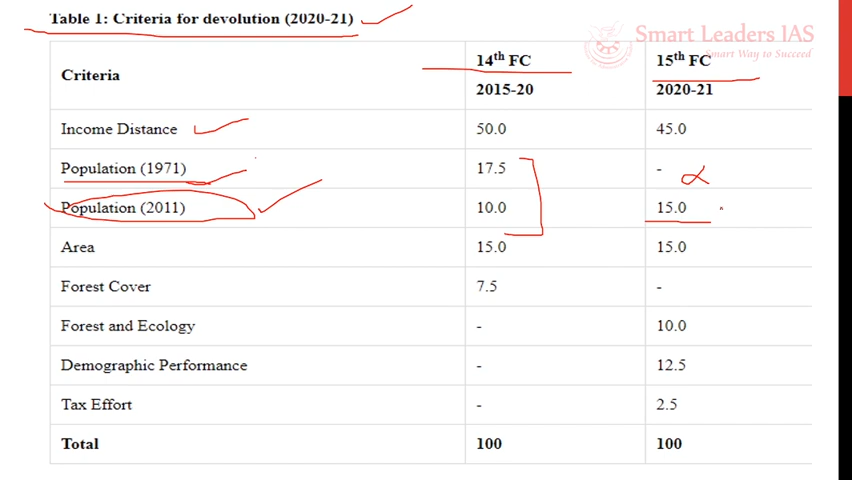 Table 1: Criteria for devolution (2020-21)
Smart Leaders IAS
Smart Way to Succeed
Criteria 14th FC 2015-20 15th FC 2020-21
Income Distance 50.0 45.0
Population (1971) 17.5 -
Population (2011) 10.0 15.0
Area 15.0 15.0
Forest Cover 7.5 -
Forest and Ecology - 10.0
Demographic Performance - 12.5
Tax Effort - 2.5
Total 100 100